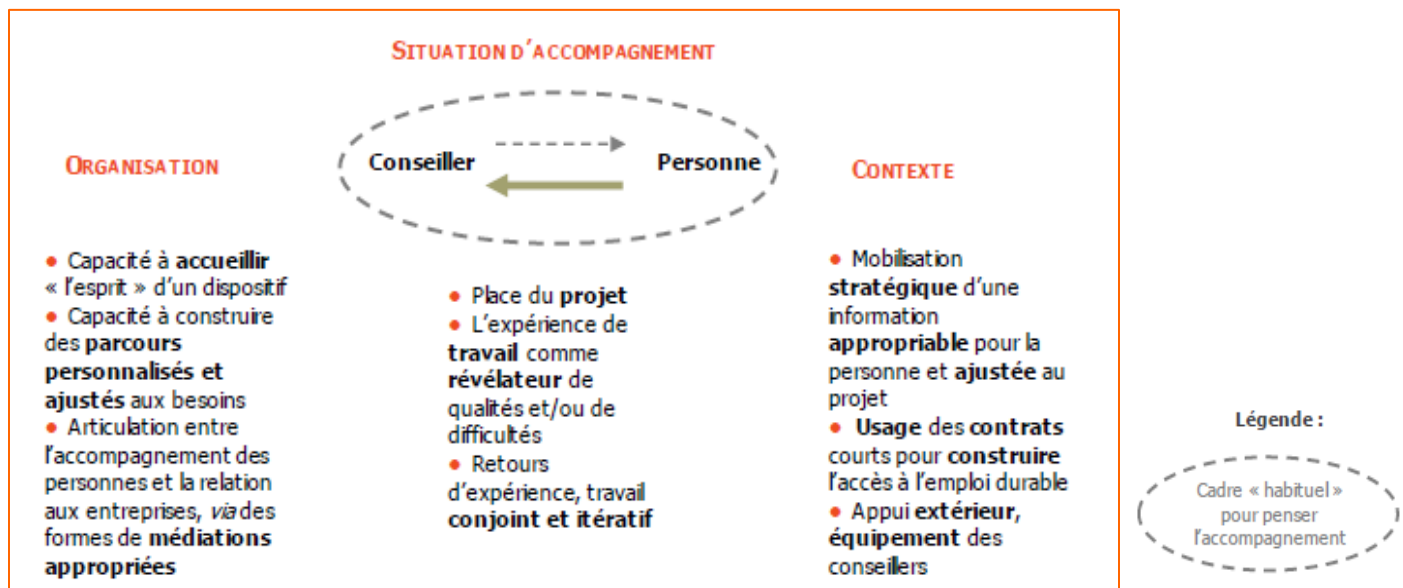 SITUATION D'ACCOMPAGNEMENT
Conseiller
Personne
ORGANISATION
● Capacité à accueillir
« l'esprit » d'un dispositif
● Capacité à construire
des parcours
personnalisés et
ajustés aux besoins
● Articulation entre
l'accompagnement des
personnes et la relation
aux entreprises, via des
formes de médiations
appropriées
● Place du projet
● L'expérience de
travail comme
révélateur de
qualités et/ou de
difficultés
● Retours
d'expérience, travail
conjoint et itératif
CONTEXTE
● Mobilisation
stratégique d'une
information
appropriable pour la
personne et ajustée au
projet
● Usage des contrats
courts pour construire
l'accès à l'emploi durable
● Appui extérieur,
équipement des
conseillers
Légende :
Cadre « habituel »
pour penser
l'accompagnement